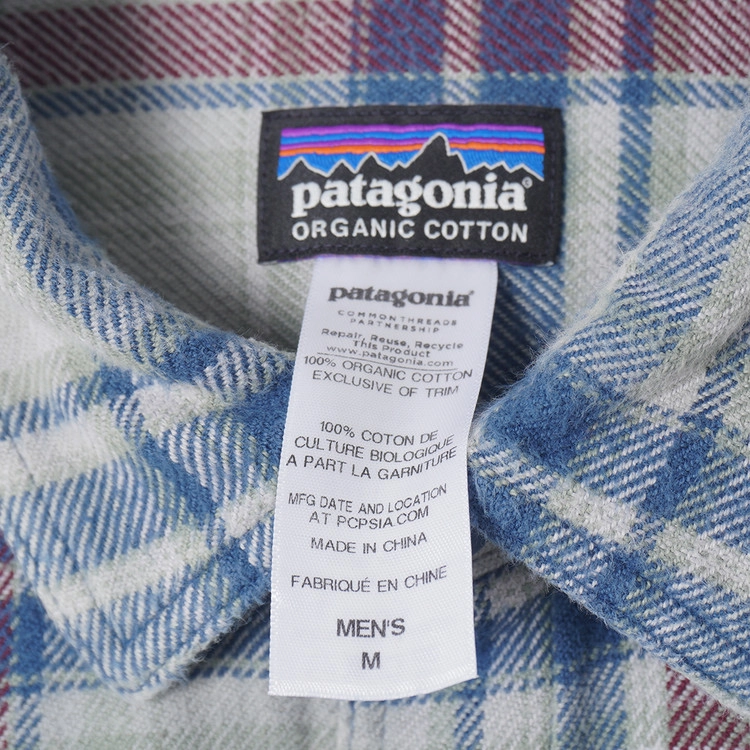 patagonia®
ORGANIC COTTON
patagonia®
COMMON THREADS
PARTNERSHIP
Repair, Reuse, Recycle
This Product
www.patagonia.com
100% ORGANIC COTTON
EXCLUSIVE OF TRIM
100% COTON DE
CULTURE BIOLOGIQUE
A PART LA GARNITURE
MFG DATE AND LOCATION
AT PCPSIA.COM
MADE IN CHINA
FABRIQUÉ EN CHINE
MEN'S
M